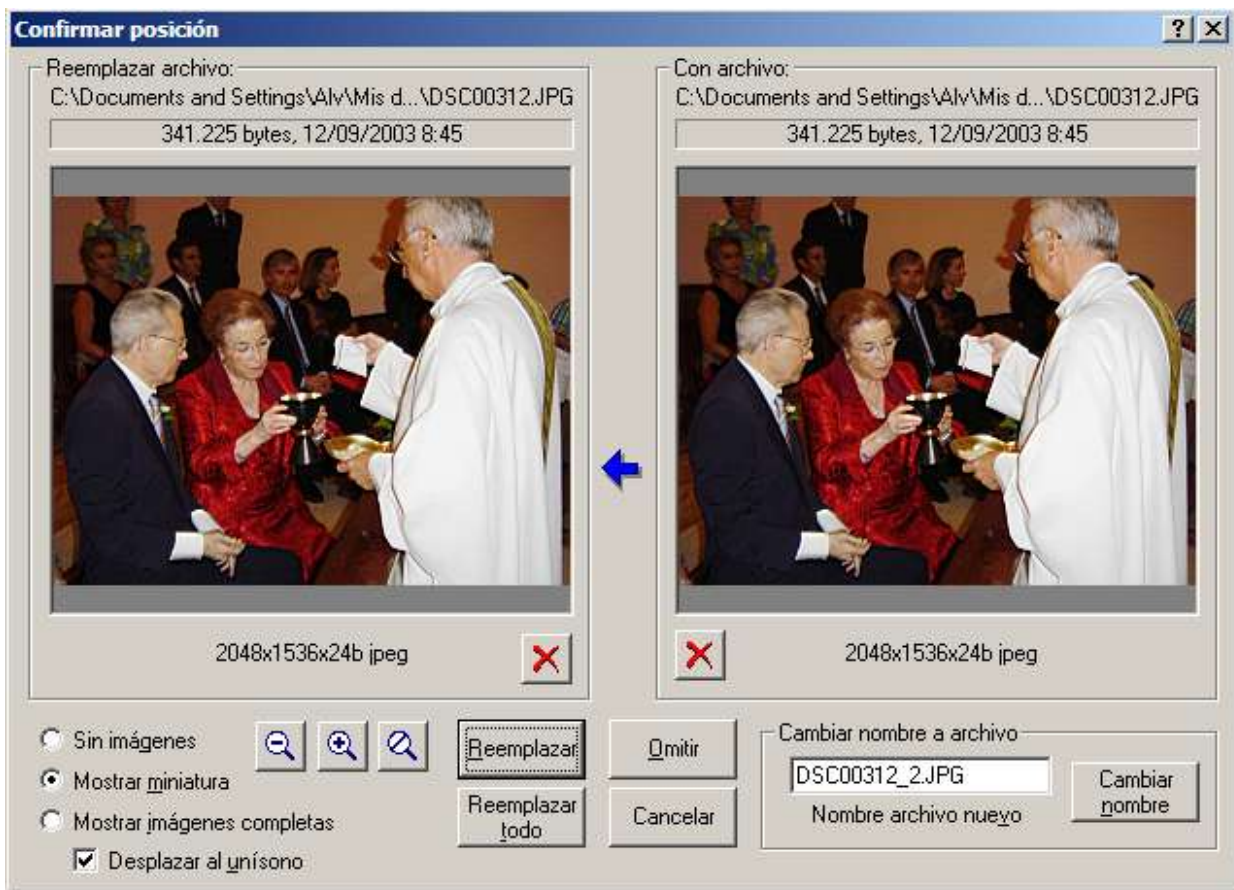 Confirmar posición
Reemplazar archivo:
C:\Documents and Settings\Alv\Mis d...\DSC00312.JPG
341.225 bytes, 12/09/2003 8:45
2048x1536x24b jpeg
Con archivo:
C:\Documents and Settings\Alv\Mis d...\DSC00312.JPG
341.225 bytes, 12/09/2003 8:45
2048x1536x24b jpeg
Sin imágenes
Mostrar miniatura
Mostrar imágenes completas
Desplazar al unísono
Reemplazar
Omitir
Reemplazar
todo
Cancelar
Cambiar nombre a archivo
DSC00312_2.JPG
Nombre archivo nuevo
Cambiar
nombre